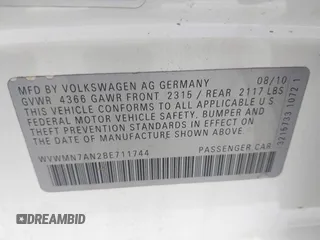 MFD BY VOLKSWAGEN AG GERMANY 08/10
GVWR 4366 GAWR FRONT 2315 / REAR 2117 LBS
THIS VEHICLE CONFORMS TO ALL APPLICABLE U S
FEDERAL MOTOR VEHICLE SAFETY, BUMPER, AND
THEFT PREVENTION STANDARDS IN EFFECT ON THE
DATE OF MANUFACTURE SHOWN ABOVE
WVWMN7AN2BE711744 PASSENGER CAR
AUTOBIDMASTER